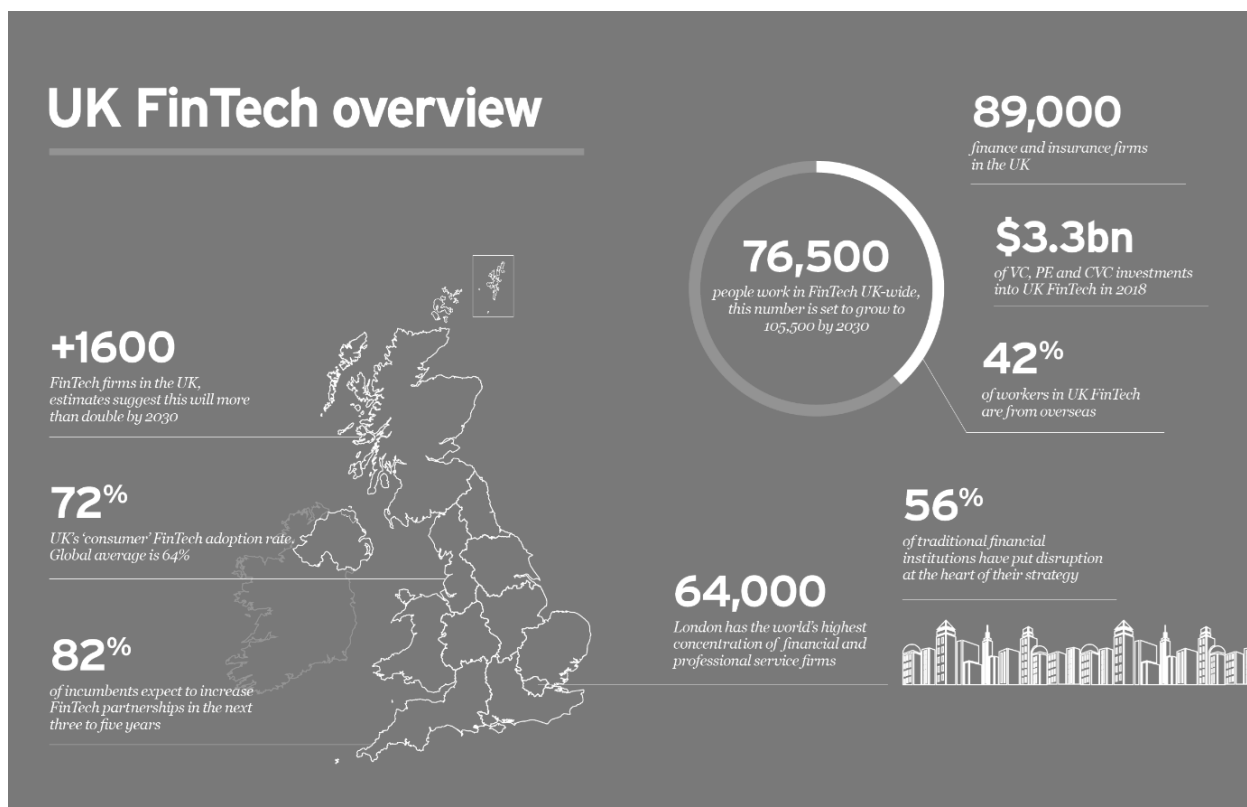 UK FinTech overview
+1600
FinTech firms in the UK,
estimates suggest this will more
than double by 2030
72%
UK's ‘consumer’ FinTech adoption rate.
Global average is 64%
82%
of incumbents expect to increase
FinTech partnerships in the next
three to five years
76,500
people work in FinTech UK-wide,
this number is set to grow to
105,500 by 2030
89,000
finance and insurance firms
in the UK
$3.3bn
of VC, PE and CVC investments
into UK FinTech in 2018
42%
of workers in UK FinTech
are from overseas
56%
of traditional financial
institutions have put disruption
at the heart of their strategy
64,000
London has the world's highest
concentration of financial and
professional service firms